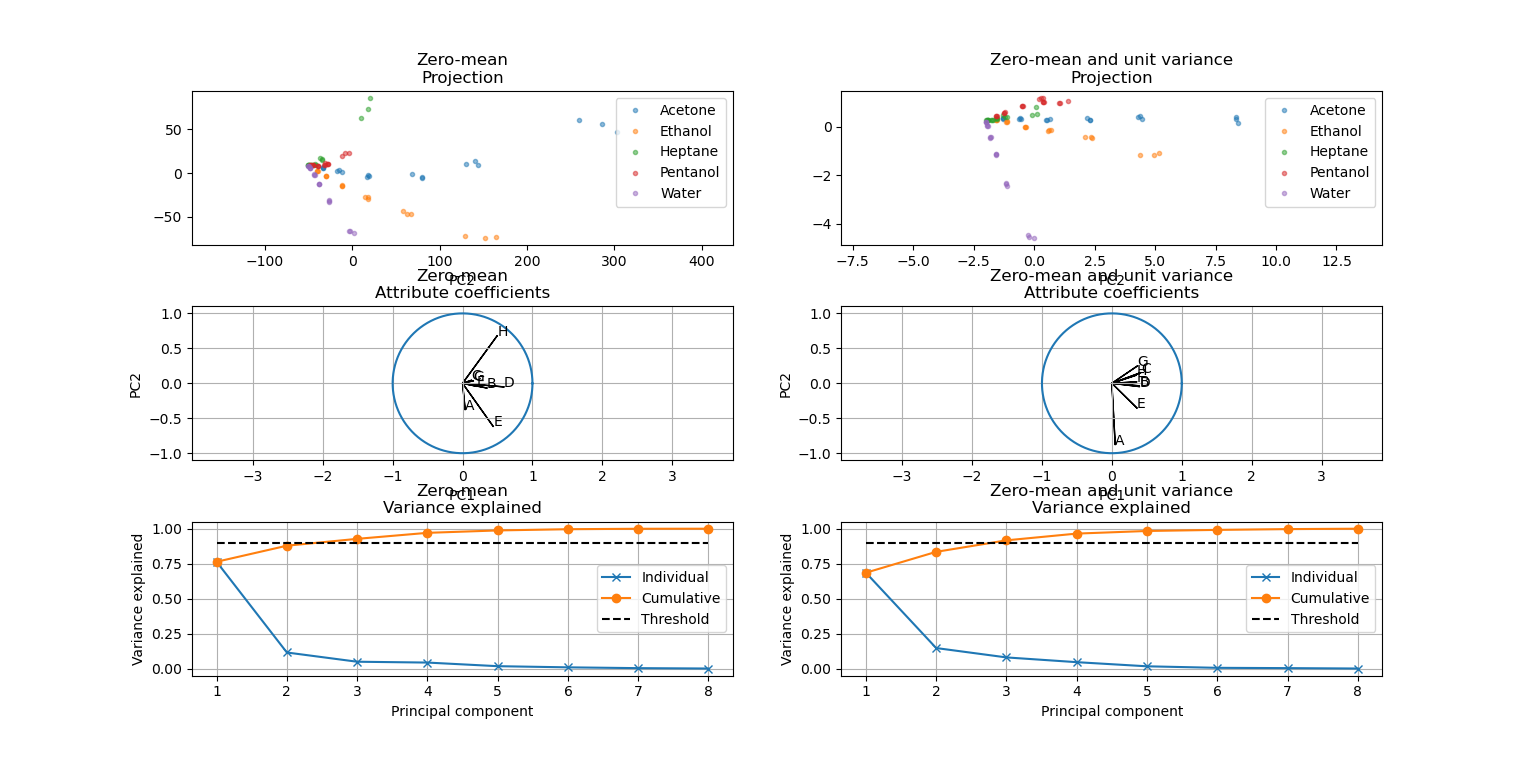 Zero-mean
Projection
Zero-mean and unit variance
Projection
50
0
−50
Acetone
Ethanol
Heptane
Pentanol
Water
0
−2
−4
Acetone
Ethanol
Heptane
Pentanol
Water
−100 0 100 200 300 400
−7.5 −5.0 −2.5 0.0 2.5 5.0 7.5 10.0 12.5
PC2
PC2
Zero-mean
Attribute coefficients
Zero-mean and unit variance
Attribute coefficients
PC2
1.0
0.5
0.0
−0.5
−1.0
H
C
G
F
B
D
A
E
PC2
1.0
0.5
0.0
−0.5
−1.0
G
C
D
E
A
−3 −2 −1 0 1 2 3
−3 −2 −1 0 1 2 3
PC1
PC1
Zero-mean
Variance explained
Zero-mean and unit variance
Variance explained
Variance explained
1.00
0.75
0.50
0.25
0.00
Individual
Cumulative
Threshold
Variance explained
1.00
0.75
0.50
0.25
0.00
Individual
Cumulative
Threshold
1 2 3 4 5 6 7 8
1 2 3 4 5 6 7 8
Principal component
Principal component